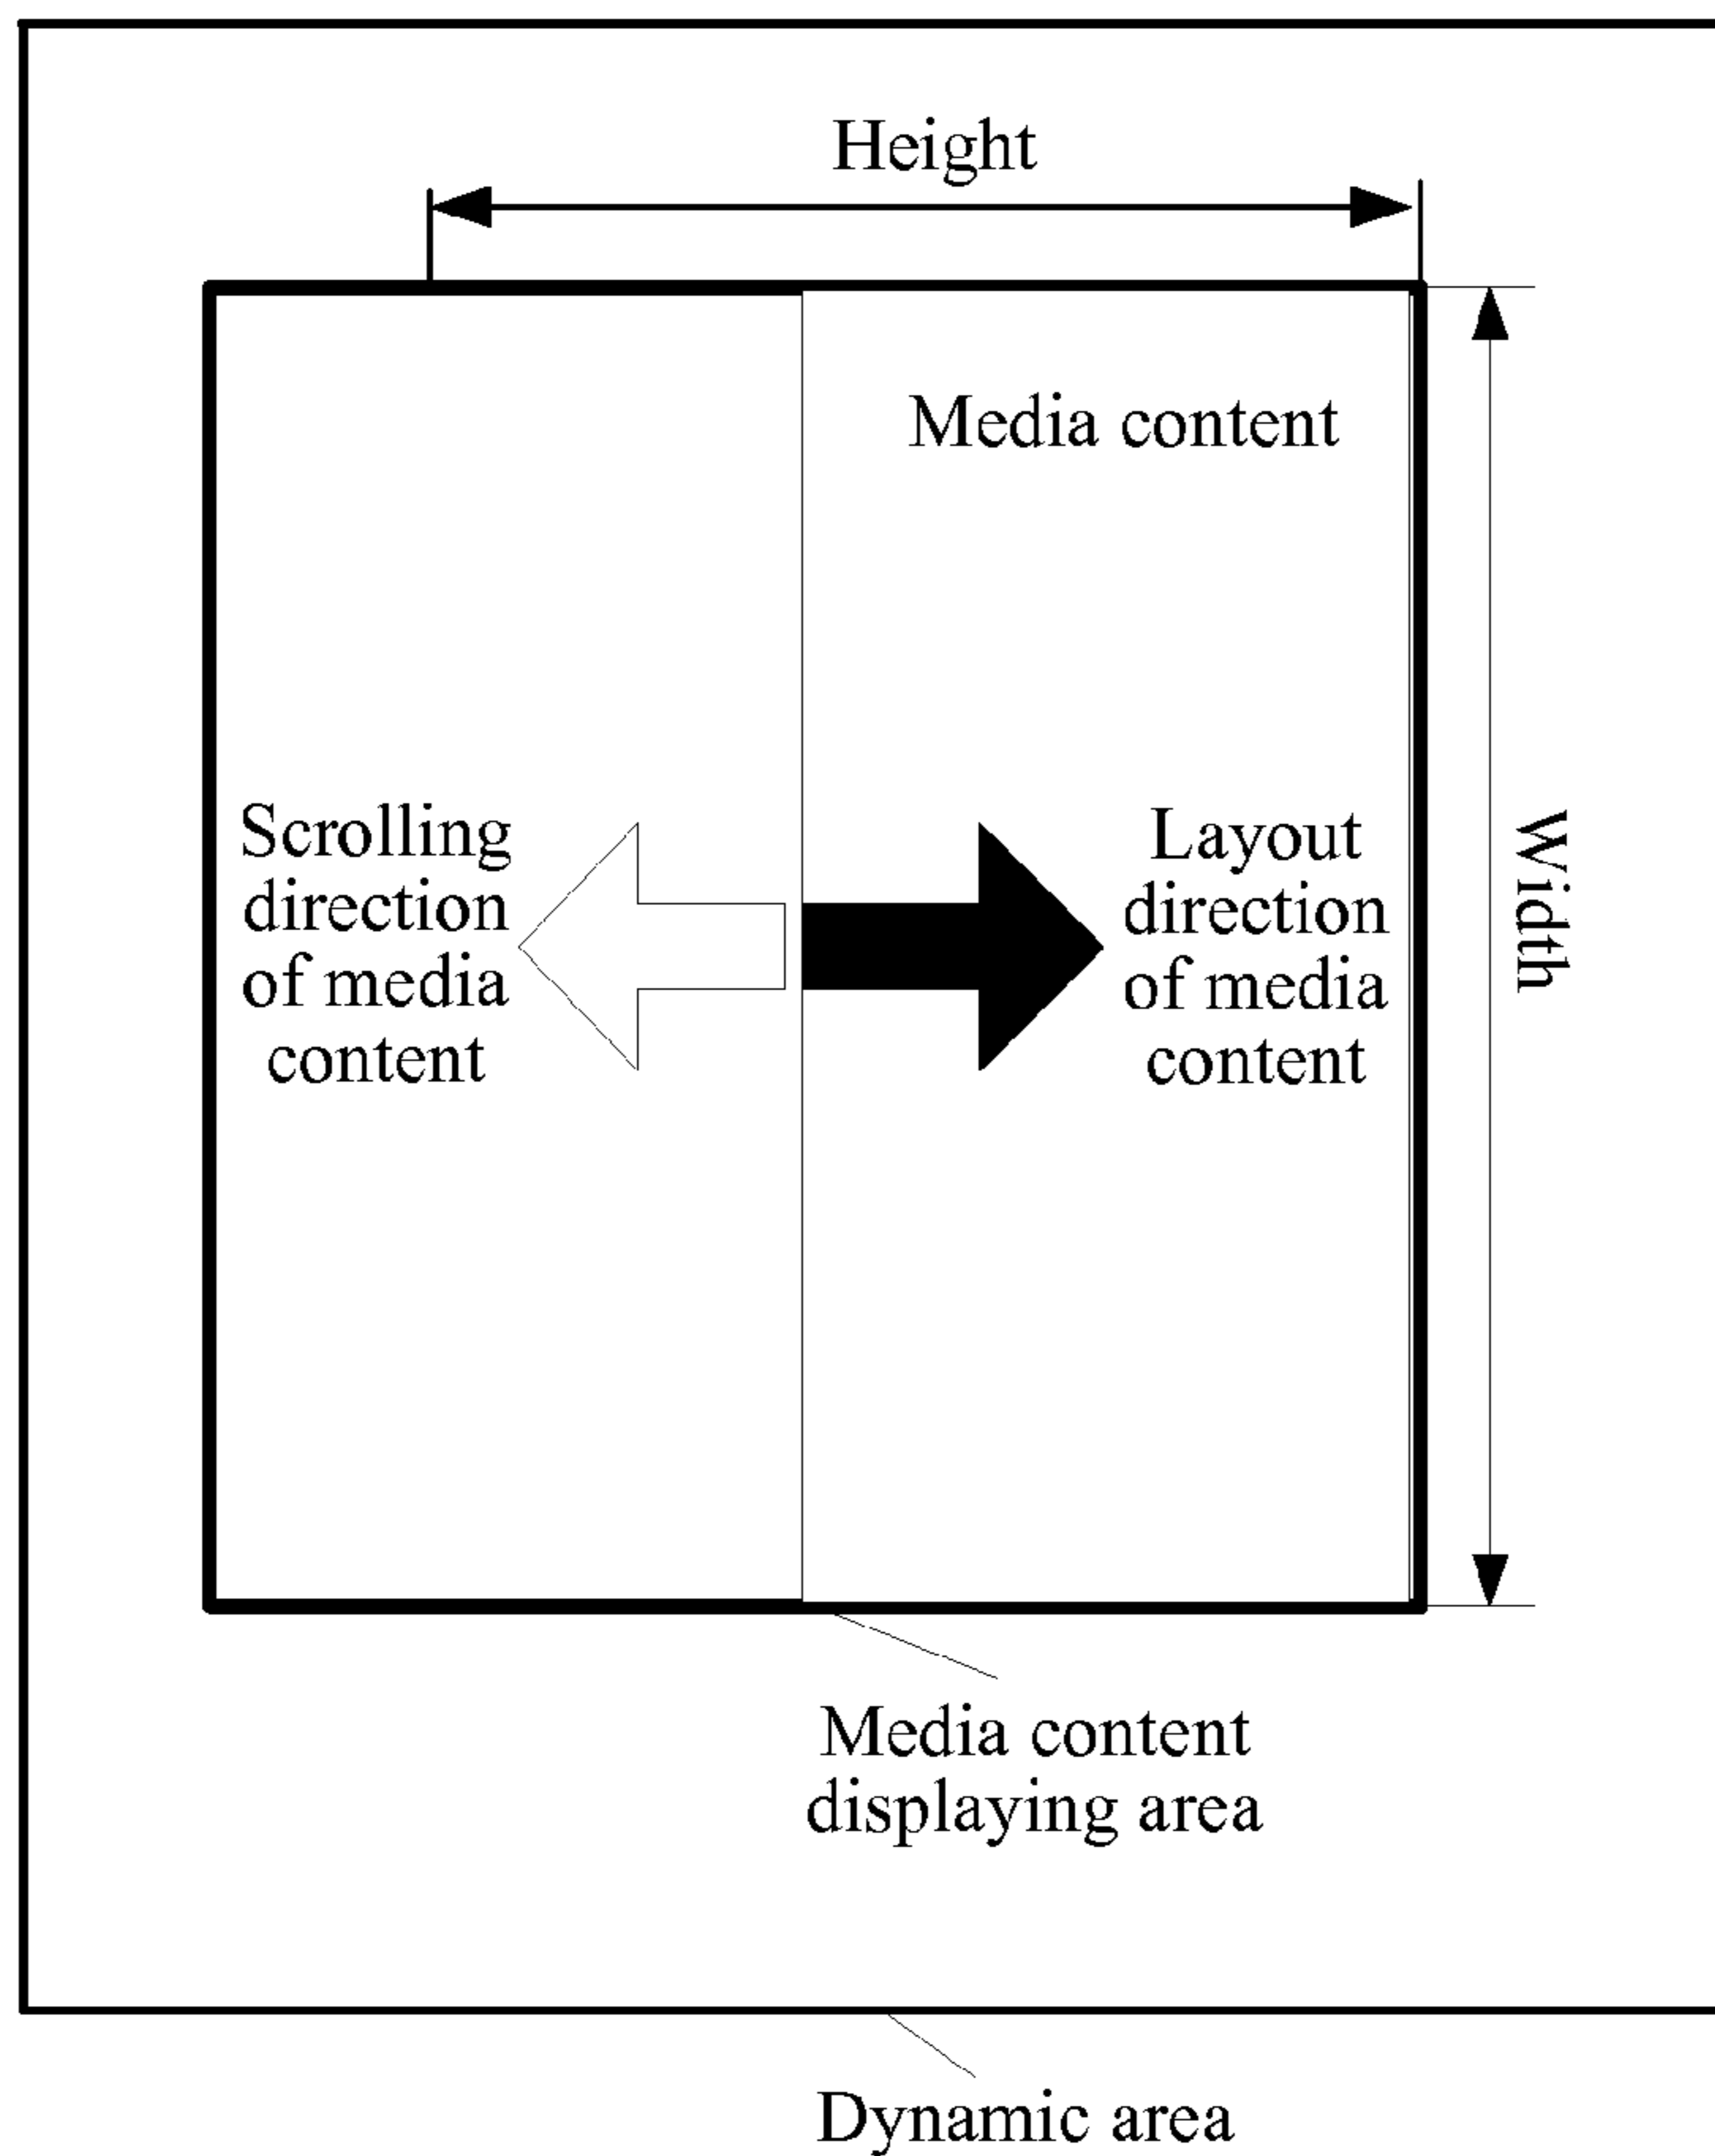 Height
Media content
Scrolling
direction
of media
content
Layout
direction
of media
content
Width
Media content
displaying area
Dynamic area